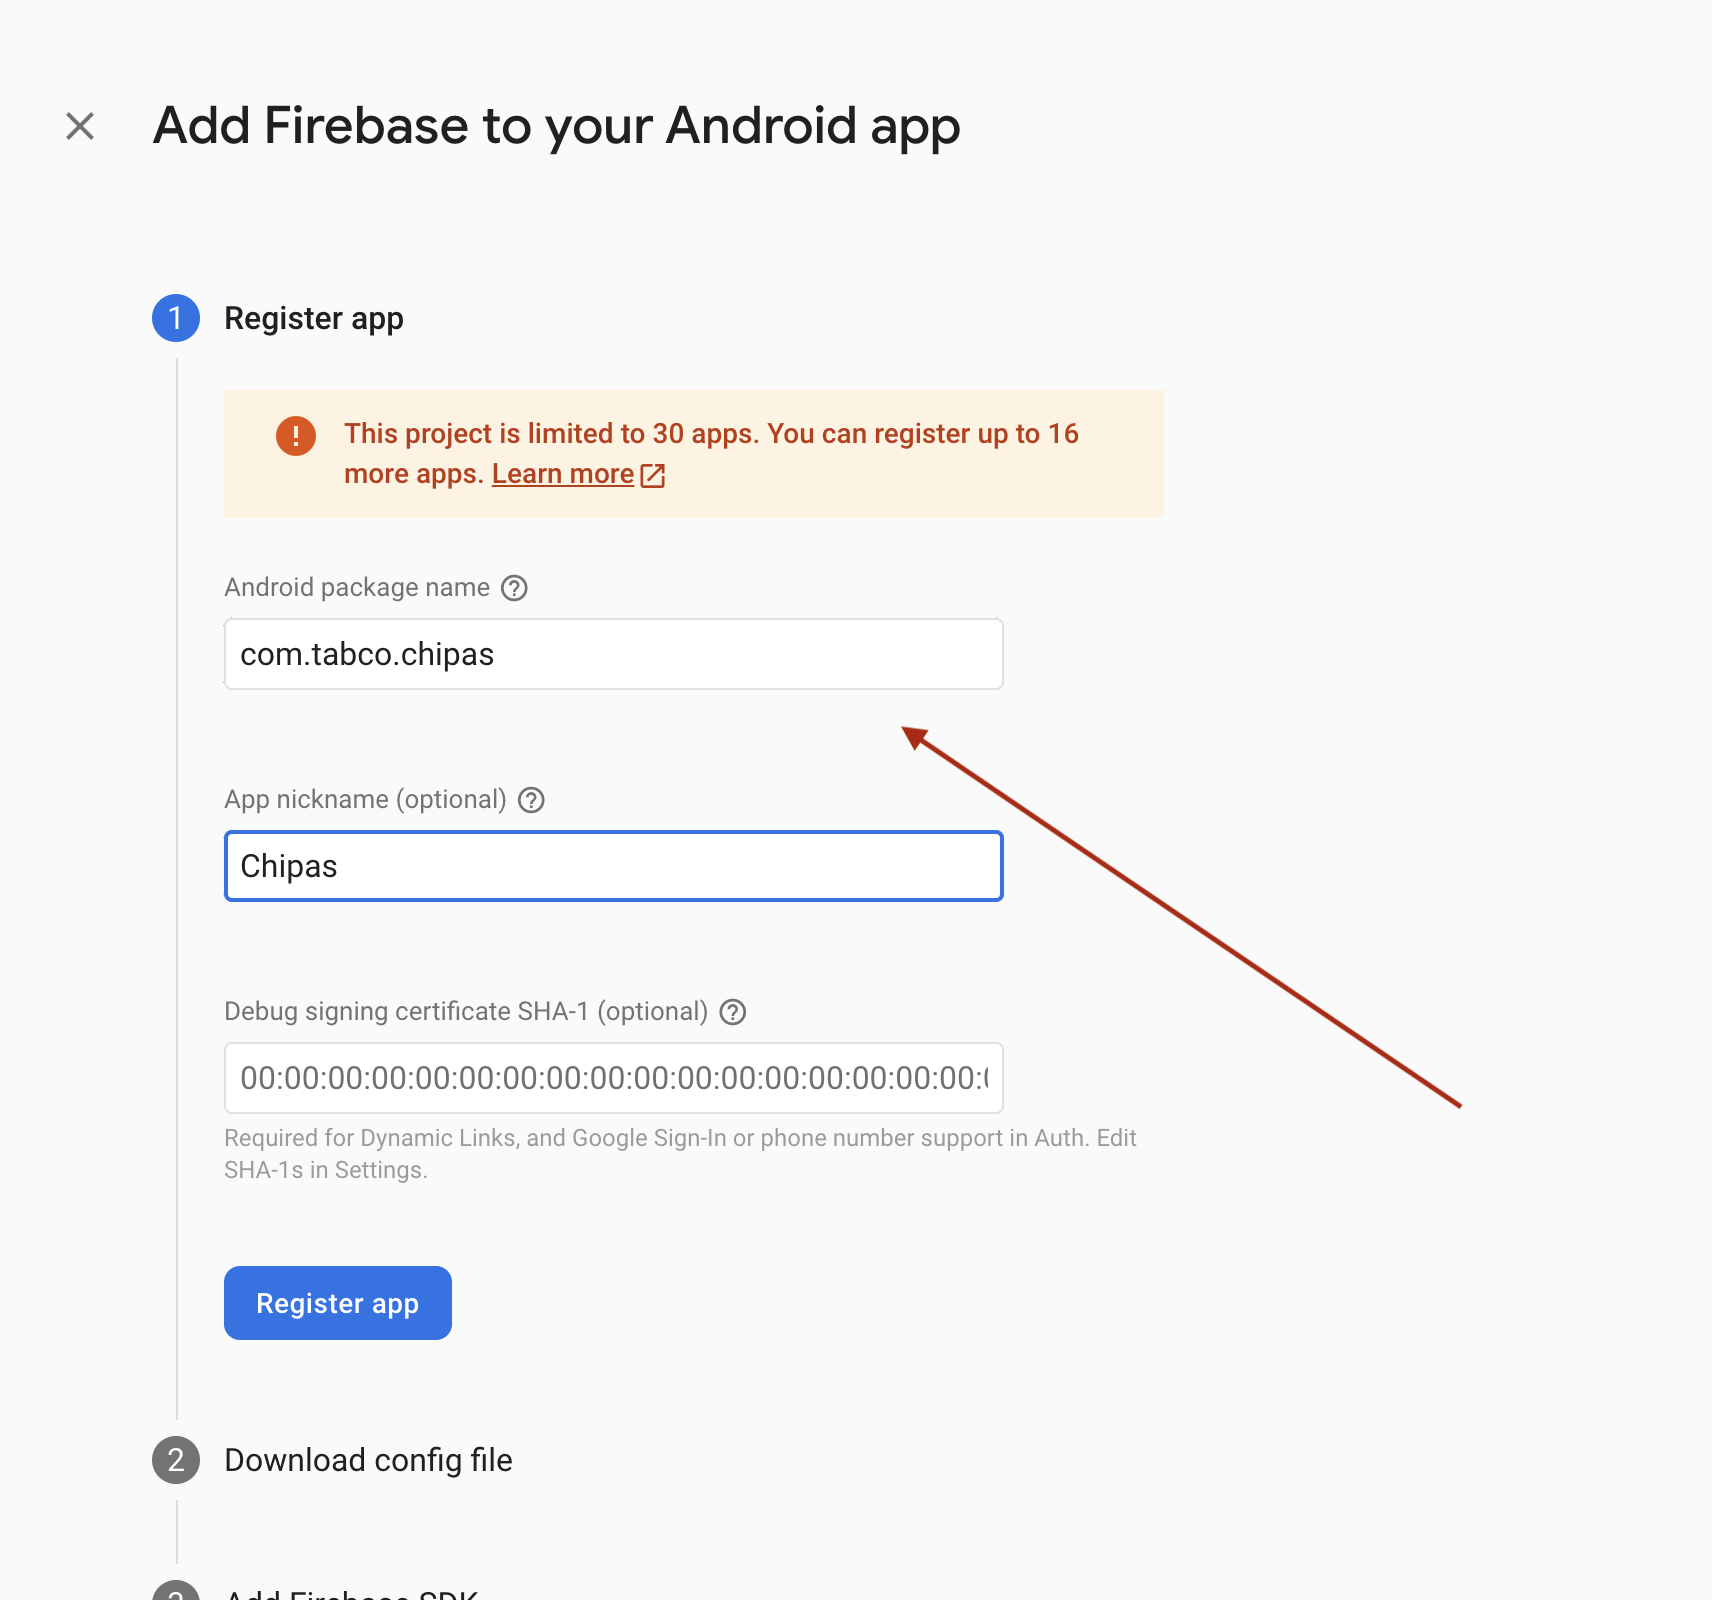 Add Firebase to your Android app
1 Register app
This project is limited to 30 apps. You can register up to 16
more apps. Learn more
Android package name
com.tabco.chipas
App nickname (optional)
Chipas
Debug signing certificate SHA-1 (optional)
00:00:00:00:00:00:00:00:00:00:00:00:00:00:00:00:00:
Required for Dynamic Links, and Google Sign-In or phone number support in Auth. Edit
SHA-1s in Settings.
Register app
2 Download config file
3 Add Firebase SDK